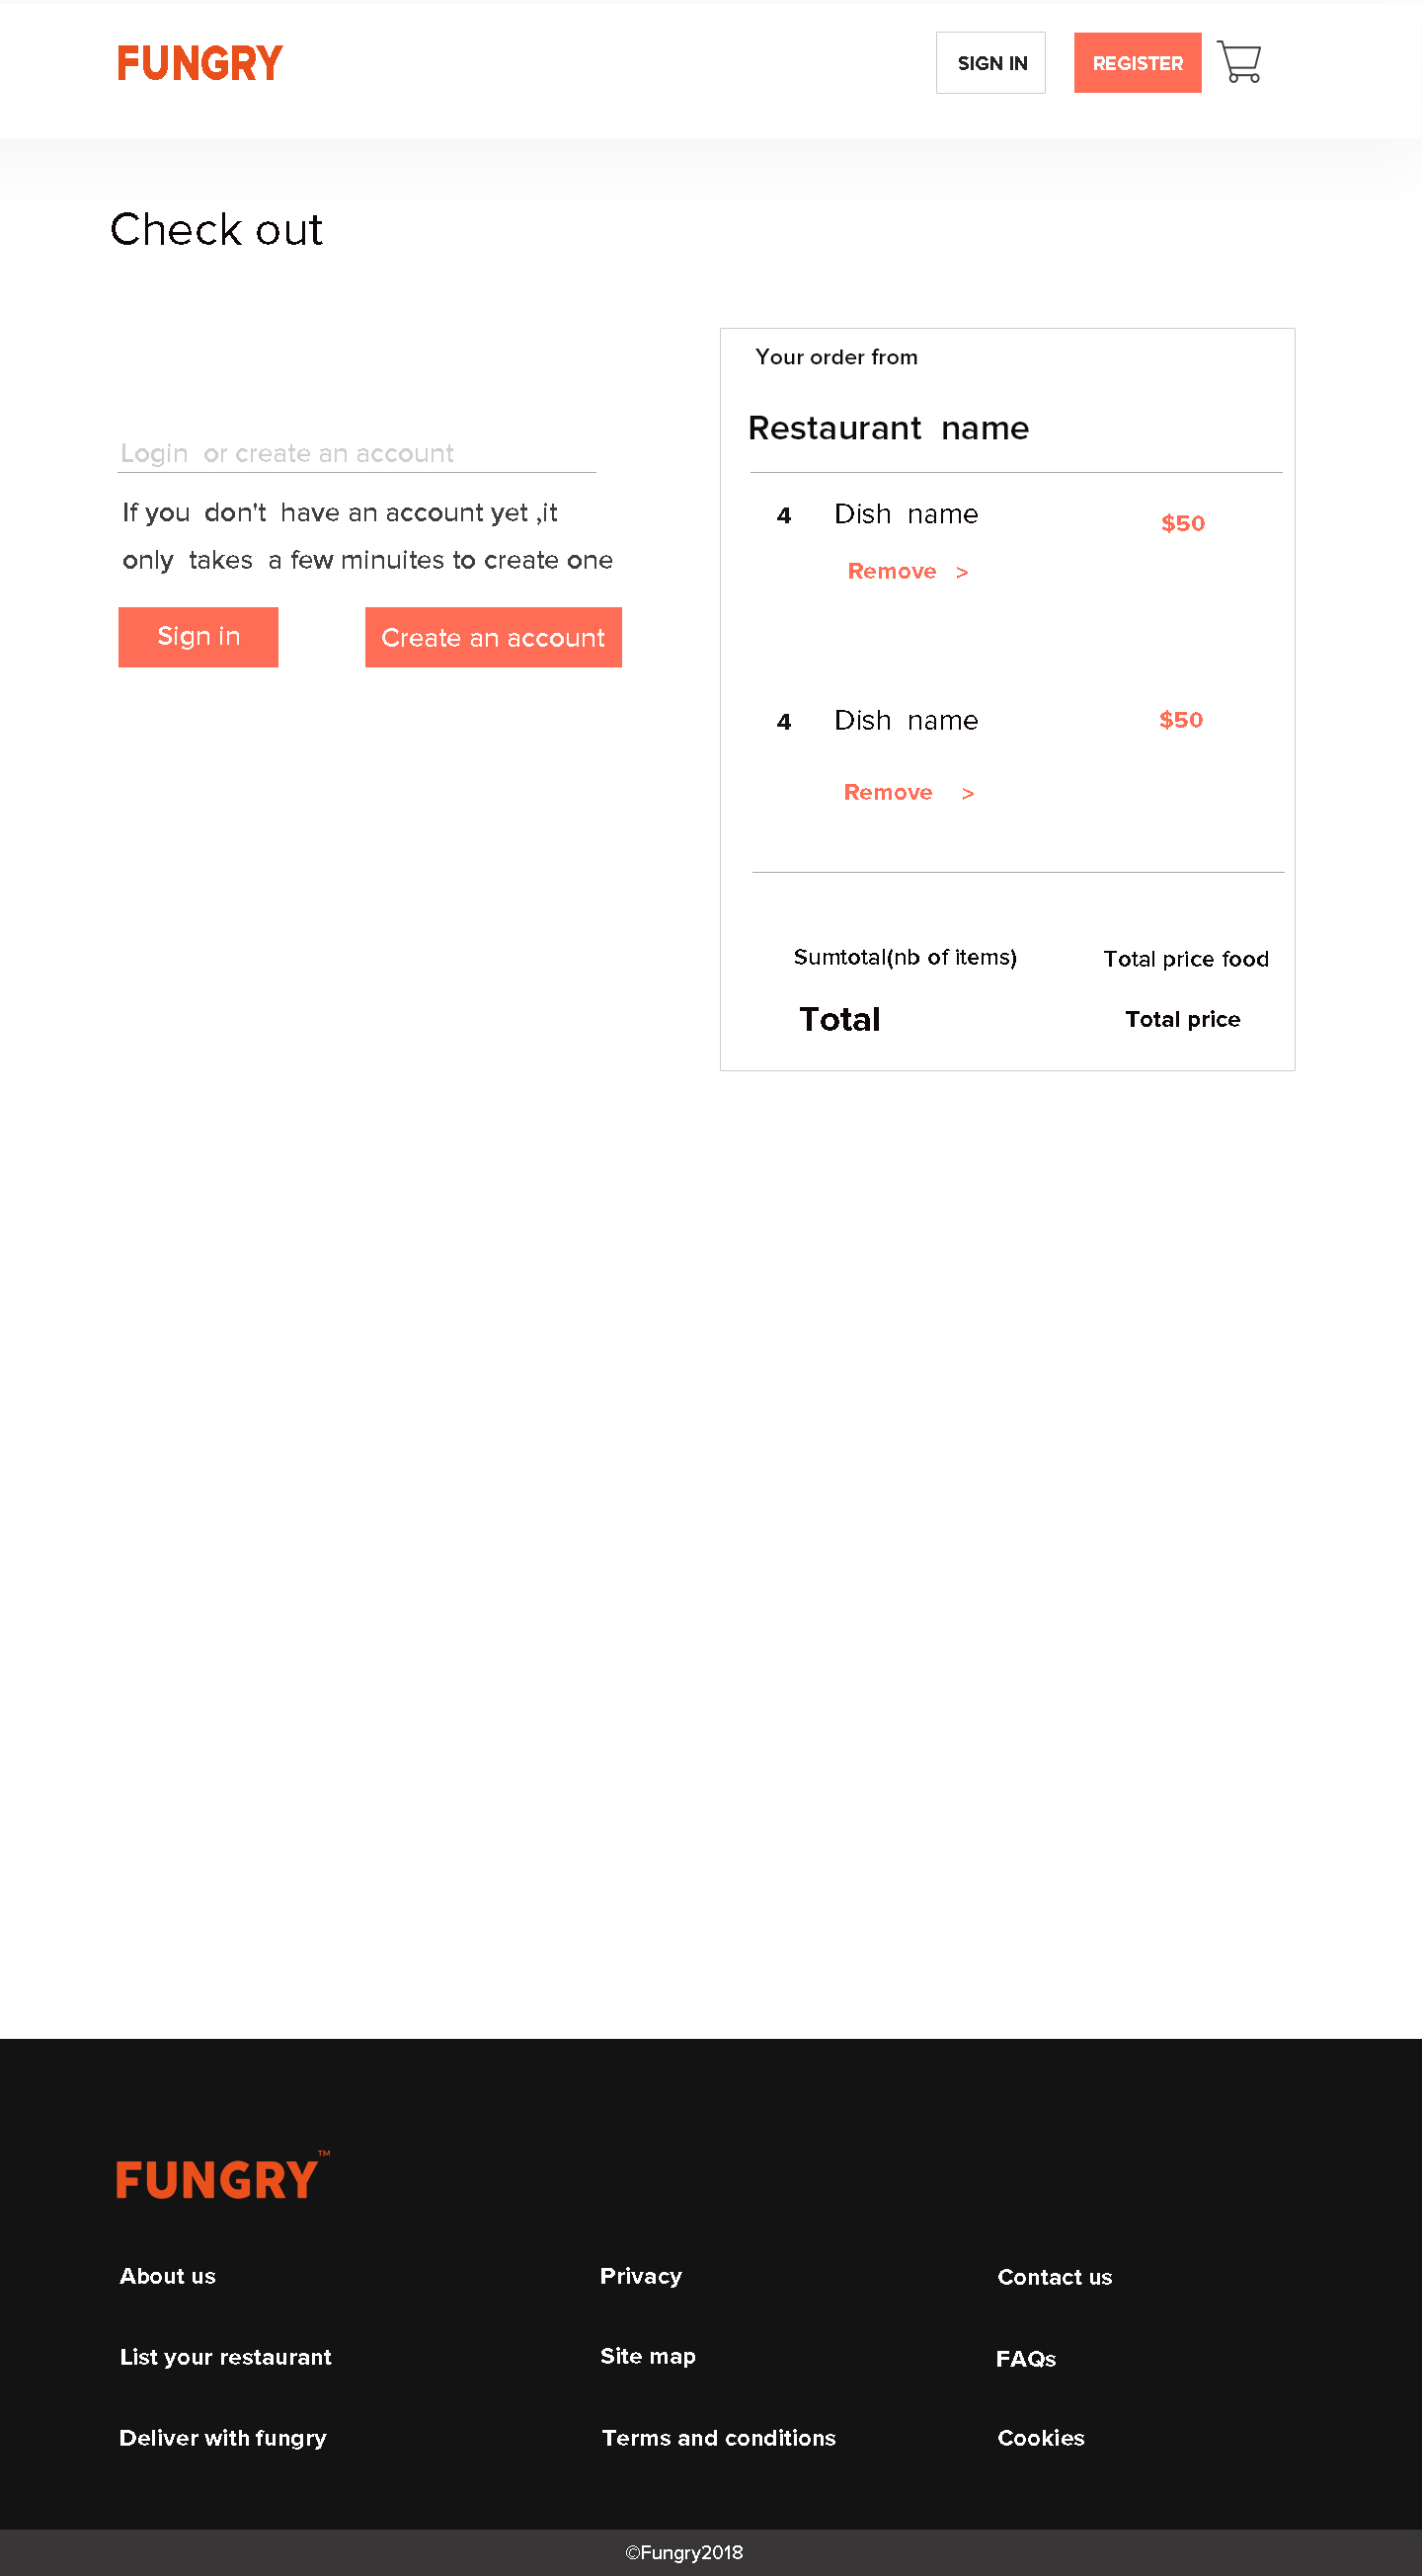 FUNGRY
SIGN IN
REGISTER
Check out
Login or create an account
If you don't have an account yet ,it
only takes a few minuites to create one
Sign in
Create an account
Your order from
Restaurant name
4 Dish name $50
Remove >
4 Dish name $50
Remove >
Sumtotal(nb of items) Total price food
Total Total price
FUNGRY™
About us
Privacy
Contact us
List your restaurant
Site map
FAQs
Deliver with fungry
Terms and conditions
Cookies
©Fungry2018